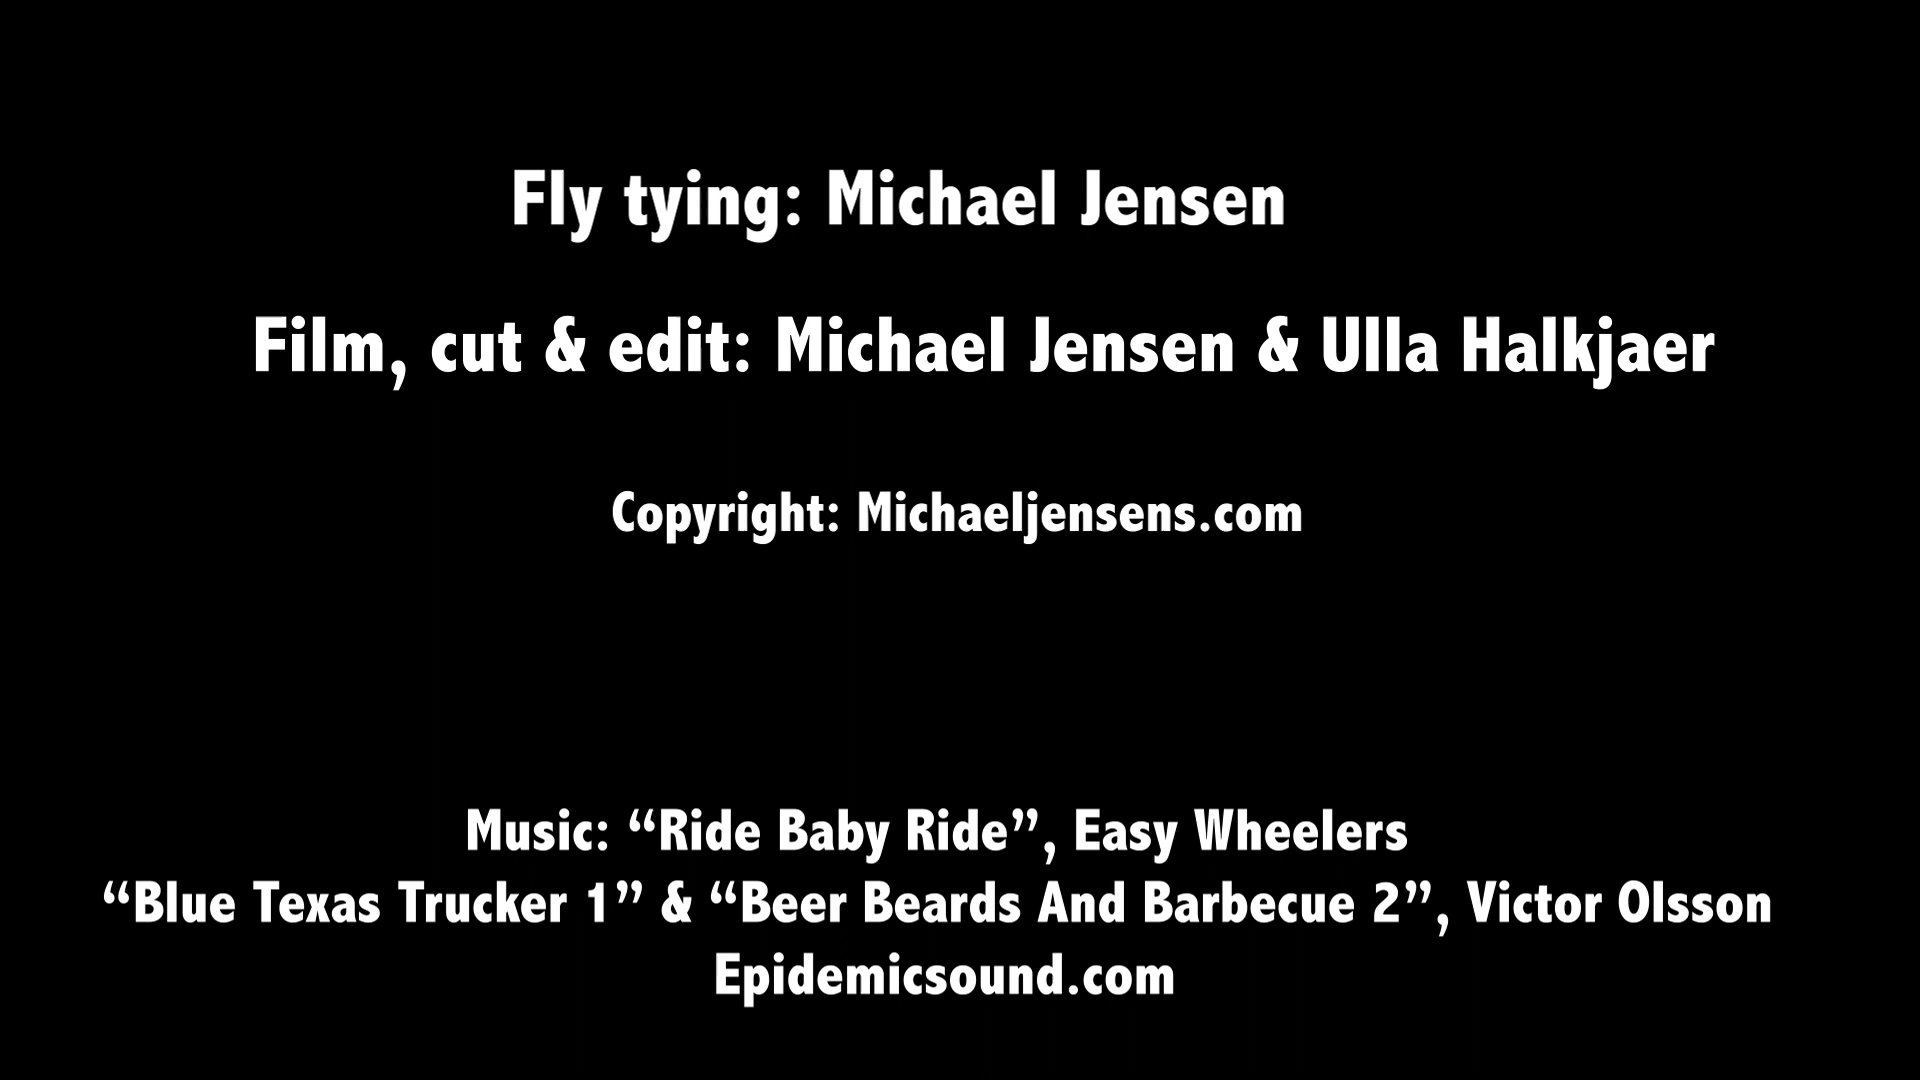 Fly tying: Michael Jensen
Film, cut & edit: Michael Jensen & Ulla Halkjaer
Copyright: Michaeljensens.com
Music: “Ride Baby Ride”, Easy Wheelers
“Blue Texas Trucker 1” & “Beer Beards And Barbecue 2”, Victor Olsson
Epidemicsound.com